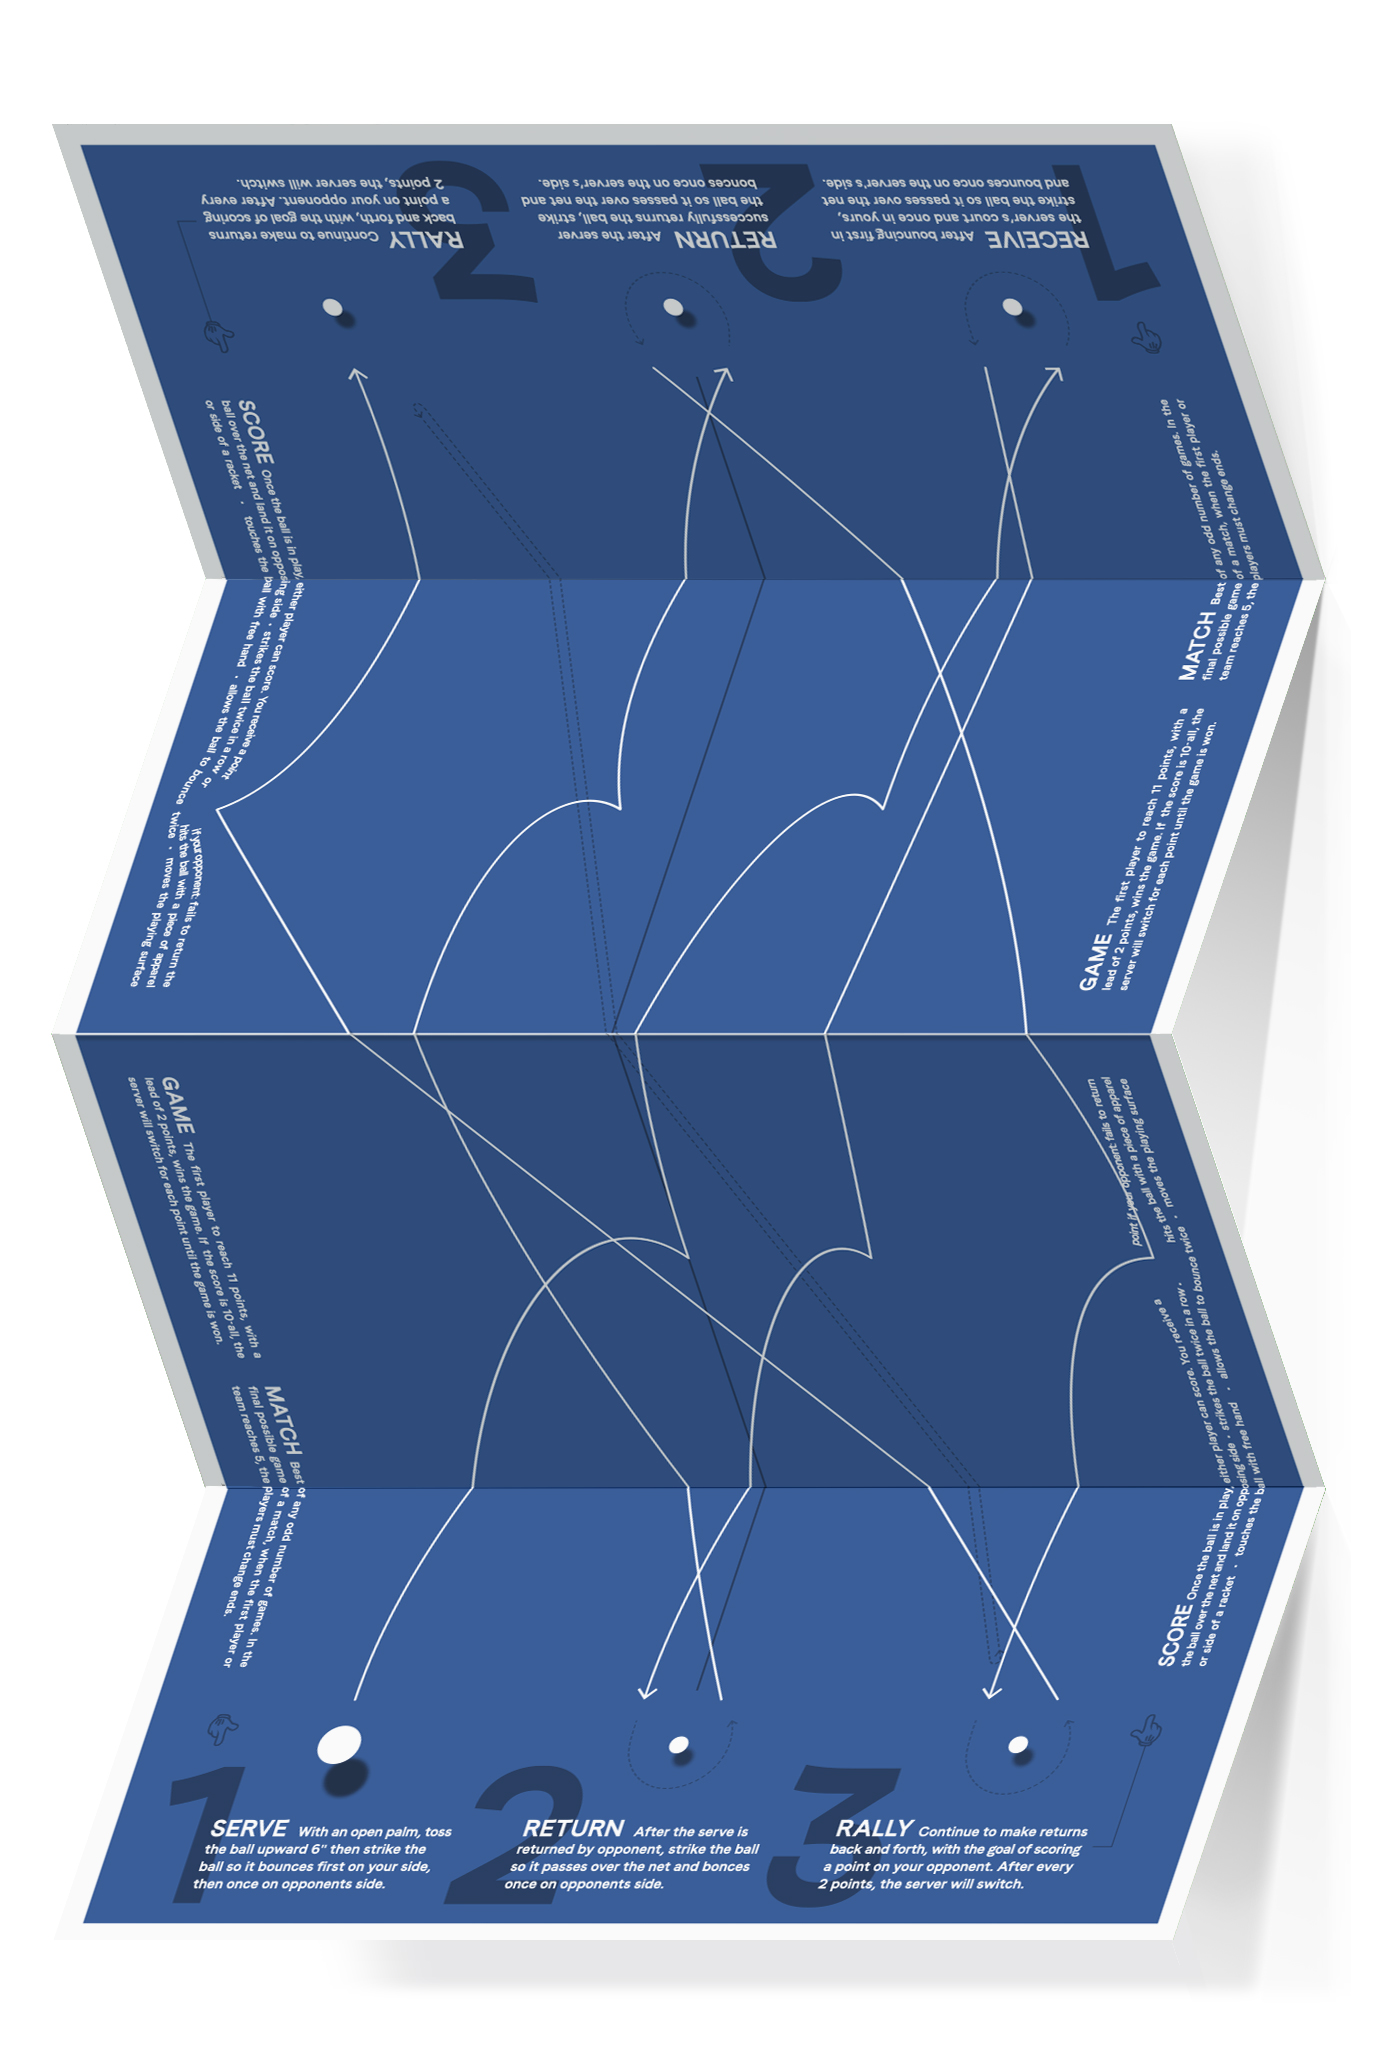 1
RECEIVE After bouncing first in
the server's court and once in yours,
strike the ball so it passes over the net
and bounces once on the server's side.
2
RETURN After the server
successfully returns the ball, strike
the ball so it passes over the net and
bonces once on the server's side.
3
RALLY Continue to make returns
back and forth, with the goal of scoring
a point on your opponent. After every
2 points, the server will switch.
SCORE Once the ball is in play, either player can score. You receive a point if your opponent fails to return the
ball over the net and land it on opposing side · strikes the ball twice in a row or hits the ball with a piece of apparel
or side of a racket · touches the ball with free hand · allows the ball to bounce twice · moves the playing surface
GAME The first player to reach 11 points, with a
lead of 2 points, wins the game. If the score is 10-all, the
server will switch for each point until the game is won.
MATCH Best of any odd number of games. In the
final possible game of a match, when the first player or
team reaches 5, the players must change ends.
GAME The first player to reach 11 points, with a
lead of 2 points, wins the game. If the score is 10-all, the
server will switch for each point until the game is won.
MATCH Best of any odd number of games. In the
final possible game of a match, when the first player or
team reaches 5, the players must change ends.
SCORE Once the ball is in play, either player can score. You receive a point if your opponent fails to return
the ball over the net and land it on opposing side · strikes the ball twice in a row · hits the ball with a piece of apparel
or side of a racket · touches the ball with free hand · allows the ball to bounce twice · moves the playing surface
1
SERVE With an open palm, toss
the ball upward 6" then strike the
ball so it bounces first on your side,
then once on opponents side.
2
RETURN After the serve is
returned by opponent, strike the ball
so it passes over the net and bonces
once on opponents side.
3
RALLY Continue to make returns
back and forth, with the goal of scoring
a point on your opponent. After every
2 points, the server will switch.